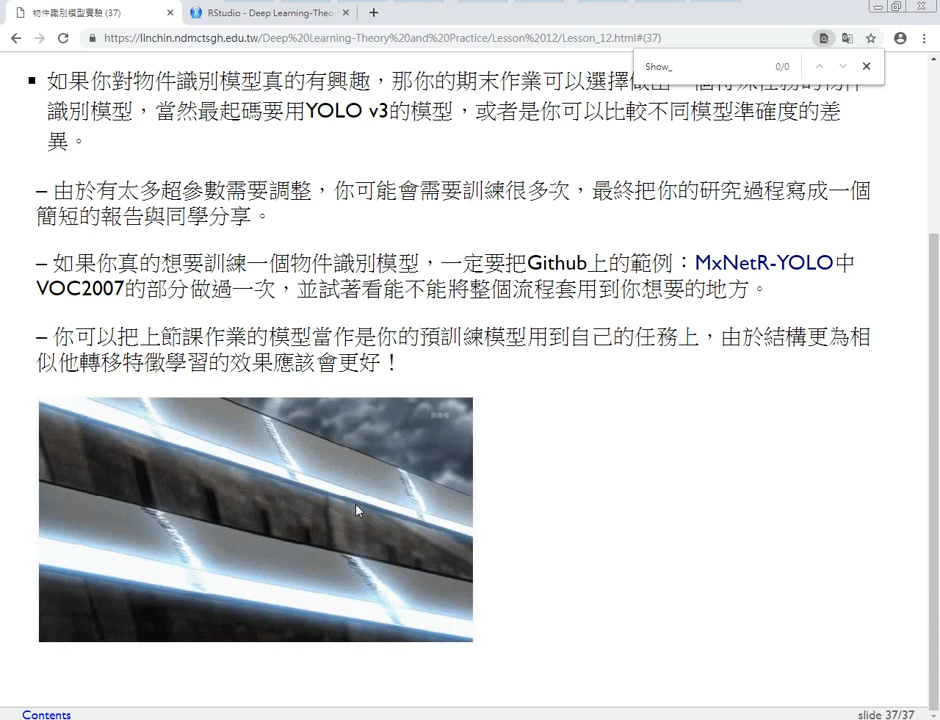 物件識別模型實驗 (37)
RStudio - Deep Learning-Theo
https://linchin.ndmctsgh.edu.tw/Deep%20Learning-Theory%20and%20Practice/Lesson%2012/Lesson_12.html#(37)
Show_
0/0
如果你對物件識別模型真的有興趣，那你的期末作業可以選擇做出一個特殊任務的物件
識別模型，當然最起碼要用YOLO v3的模型，或者是你可以比較不同模型準確度的差
異。
– 由於有太多超參數需要調整，你可能會需要訓練很多次，最終把你的研究過程寫成一個
簡短的報告與同學分享。
– 如果你真的想要訓練一個物件識別模型，一定要把Github上的範例：MxNetR-YOLO中
VOC2007的部分做過一次，並試著看能不能將整個流程套用到你想要的地方。
– 你可以把上節課作業的模型當作是你的預訓練模型用到自己的任務上，由於結構更為相
似他轉移特徵學習的效果應該會更好！
Contents
slide 37/37